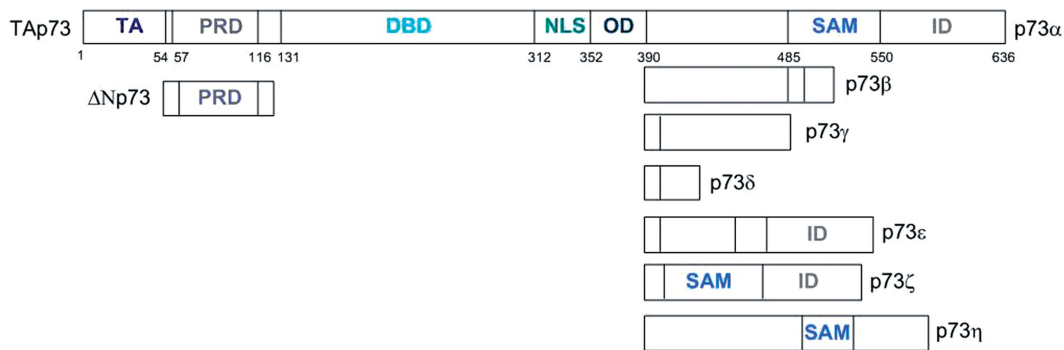 TAp73 TA PRD DBD NLS OD SAM ID p73α
1 54 57 116 131 312 352 390 485 550 636
ΔNp73 PRD p73β
p73γ
p73δ
ID p73ε
SAM ID p73ζ
SAM p73η